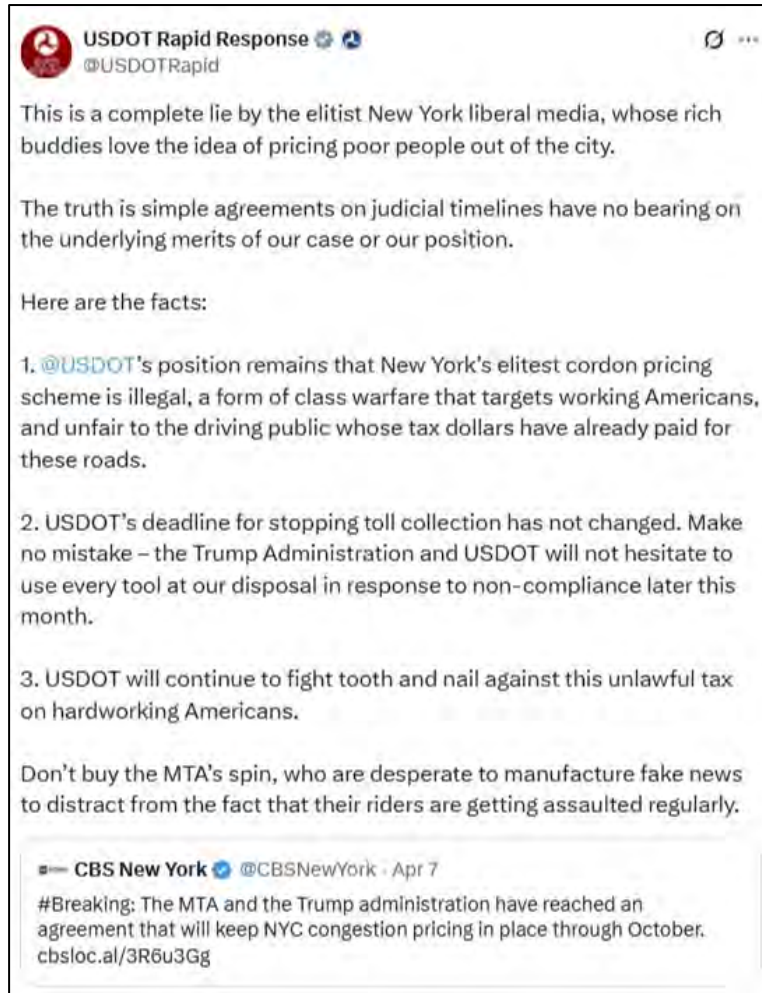 USDOT Rapid Response
@USDOTRapid
This is a complete lie by the elitist New York liberal media, whose rich
buddies love the idea of pricing poor people out of the city.
The truth is simple agreements on judicial timelines have no bearing on
the underlying merits of our case or our position.
Here are the facts:
1. @USDOT's position remains that New York's elitest cordon pricing
scheme is illegal, a form of class warfare that targets working Americans,
and unfair to the driving public whose tax dollars have already paid for
these roads.
2. USDOT's deadline for stopping toll collection has not changed. Make
no mistake – the Trump Administration and USDOT will not hesitate to
use every tool at our disposal in response to non-compliance later this
month.
3. USDOT will continue to fight tooth and nail against this unlawful tax
on hardworking Americans.
Don't buy the MTA's spin, who are desperate to manufacture fake news
to distract from the fact that their riders are getting assaulted regularly.
CBS New York @CBSNewYork · Apr 7
#Breaking: The MTA and the Trump administration have reached an
agreement that will keep NYC congestion pricing in place through October.
cbsloc.al/3R6u3Gg